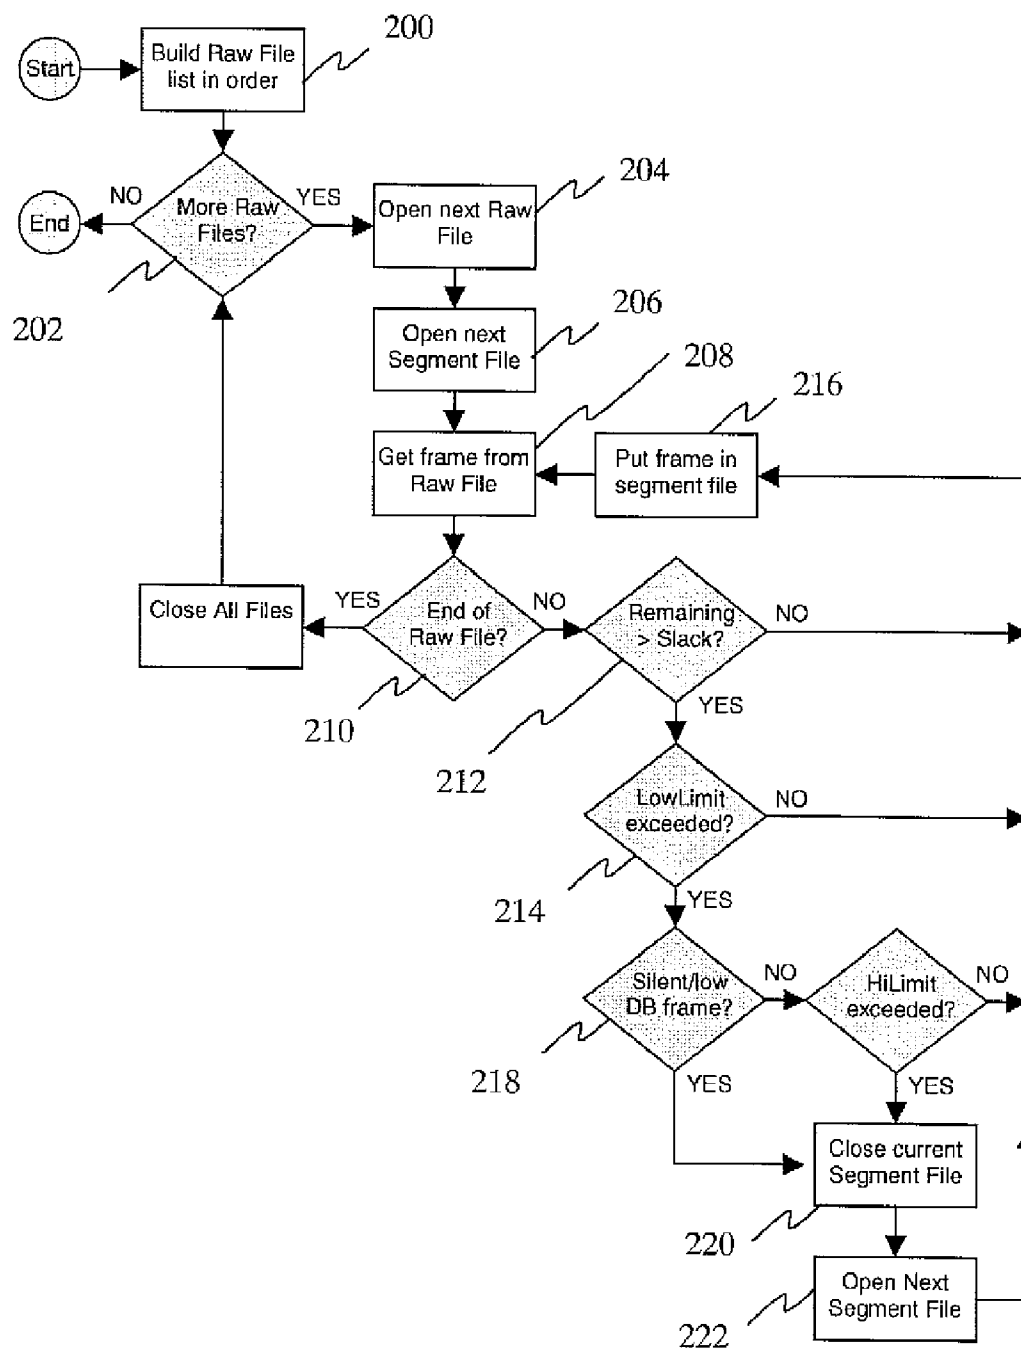 200
Start
Build Raw File
list in order
NO
YES
204
End
More Raw
Files?
Open next Raw
File
202
206
Open next
Segment File
208
216
Get frame from
Raw File
Put frame in
segment file
Close All Files
YES
End of
Raw File?
NO
Remaining
> Slack?
NO
210
YES
212
LowLimit
exceeded?
NO
214
YES
Silent/low
DB frame?
NO
HiLimit
exceeded?
NO
218
YES
YES
Close current
Segment File
220
Open Next
Segment File
222